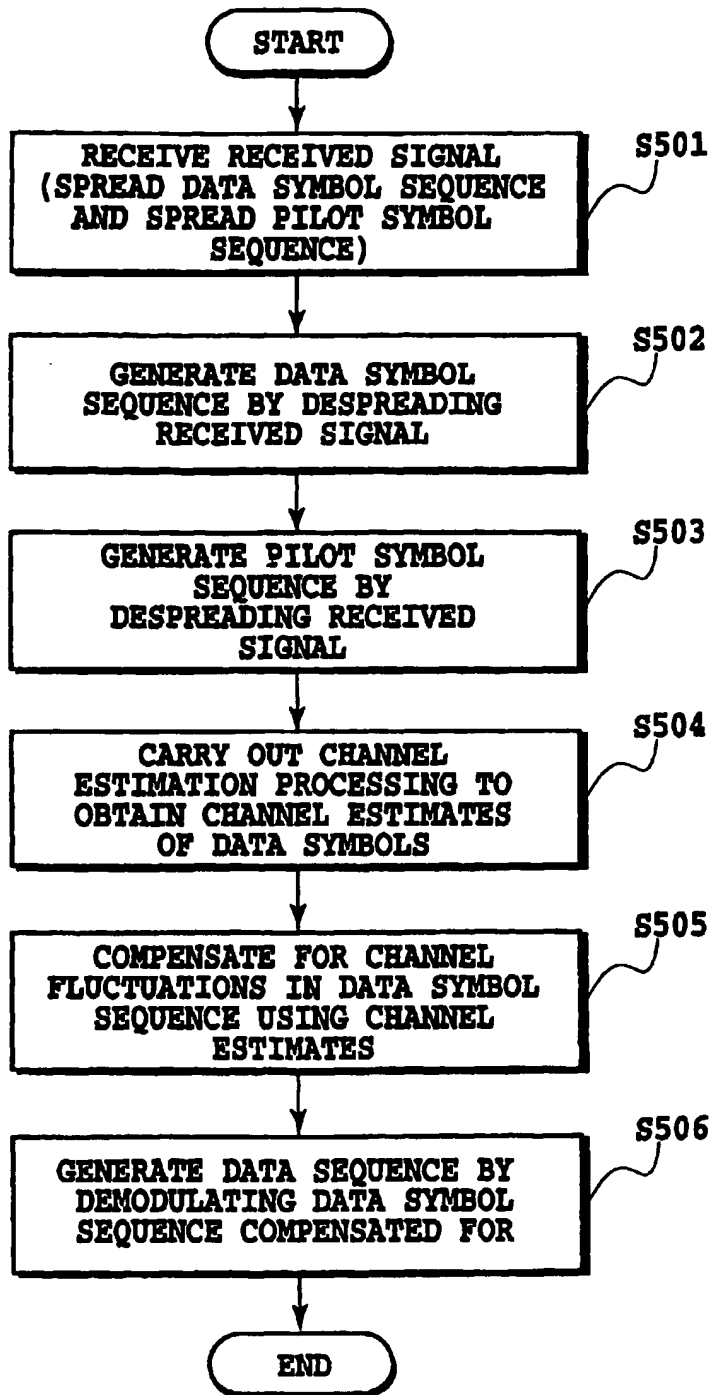 START
RECEIVE RECEIVED SIGNAL
(SPREAD DATA SYMBOL SEQUENCE
AND SPREAD PILOT SYMBOL
SEQUENCE)
S501
GENERATE DATA SYMBOL
SEQUENCE BY DESPREADING
RECEIVED SIGNAL
S502
GENERATE PILOT SYMBOL
SEQUENCE BY
DESPREADING RECEIVED
SIGNAL
S503
CARRY OUT CHANNEL
ESTIMATION PROCESSING TO
OBTAIN CHANNEL ESTIMATES
OF DATA SYMBOLS
S504
COMPENSATE FOR CHANNEL
FLUCTUATIONS IN DATA SYMBOL
SEQUENCE USING CHANNEL
ESTIMATES
S505
GENERATE DATA SEQUENCE BY
DEMODULATING DATA SYMBOL
SEQUENCE COMPENSATED FOR
S506
END